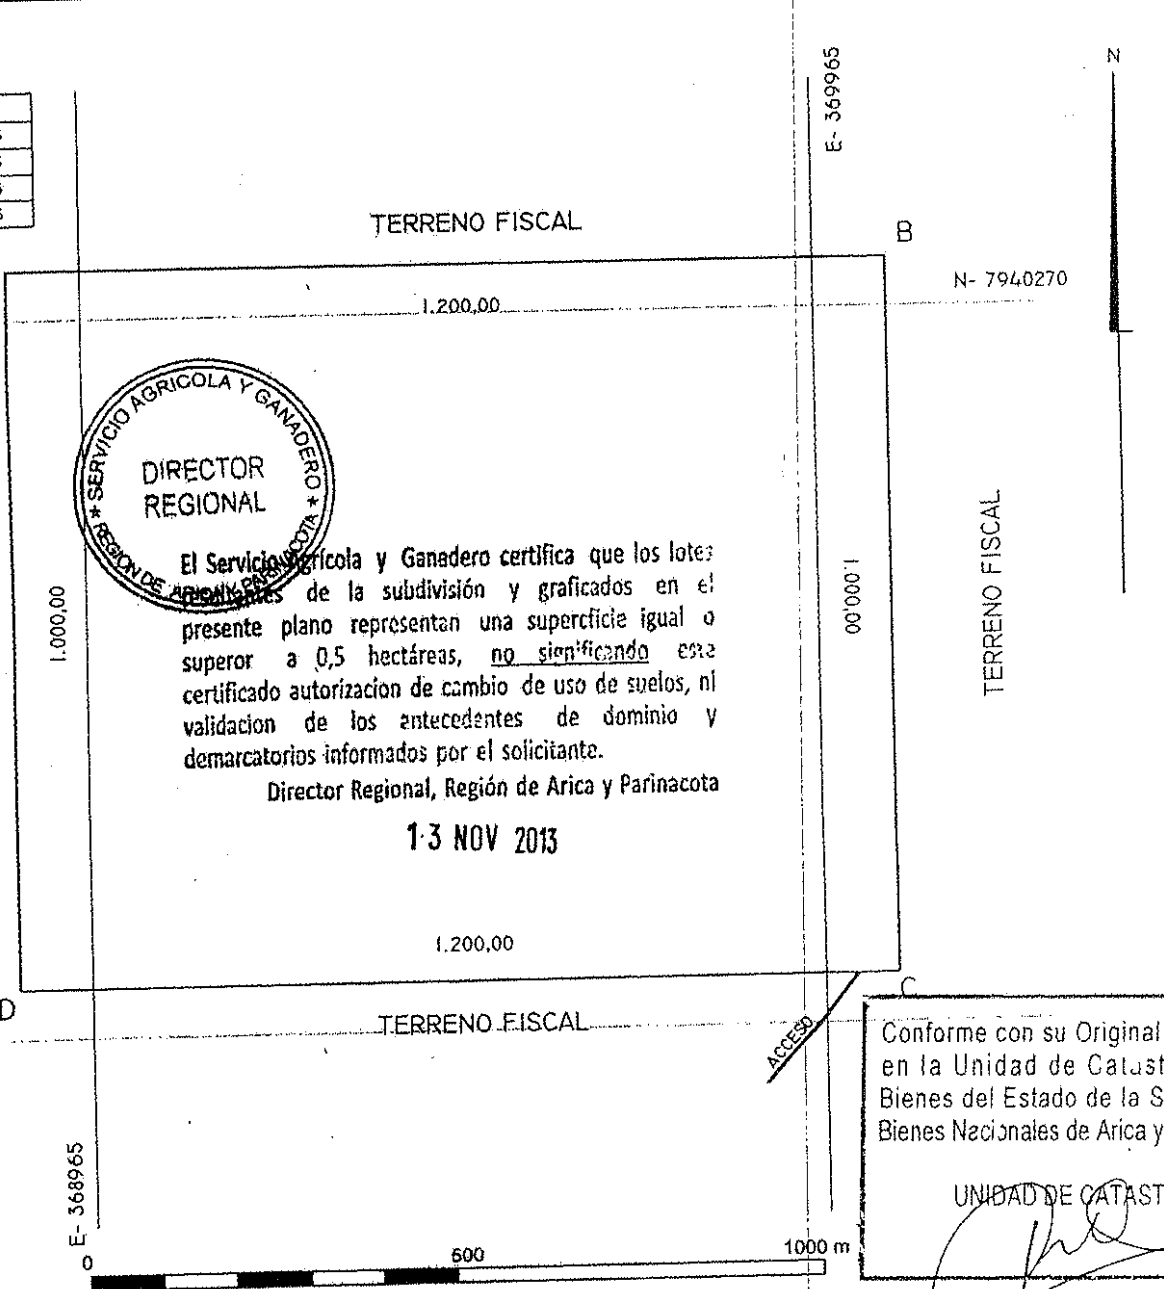 N
E- 369965
TERRENO FISCAL
B
N- 7940270
1.200,00
SERVICIO AGRICOLA Y GANADERO
DIRECTOR
REGIONAL
REGION DE ARICA Y PARINACOTA
El Servicio Agrícola y Ganadero certifica que los lotes
de la subdivisión y graficados en el
presente plano representan una superficie igual o
superor a 0,5 hectáreas, no significando este
certificado autorizacion de cambio de uso de suelos, ni
validacion de los antecedentes de dominio y
demarcatorios informados por el solicitante.
Director Regional, Región de Arica y Parinacota
13 NOV 2013
1.000,00
1.000,00
TERRENO FISCAL
1.200,00
D
C
TERRENO FISCAL
ACCESO
Conforme con su Original
en la Unidad de Catast
Bienes del Estado de la S
Bienes Nacionales de Arica y
UNIDAD DE CATAST
E- 368965
0
500
1000 m